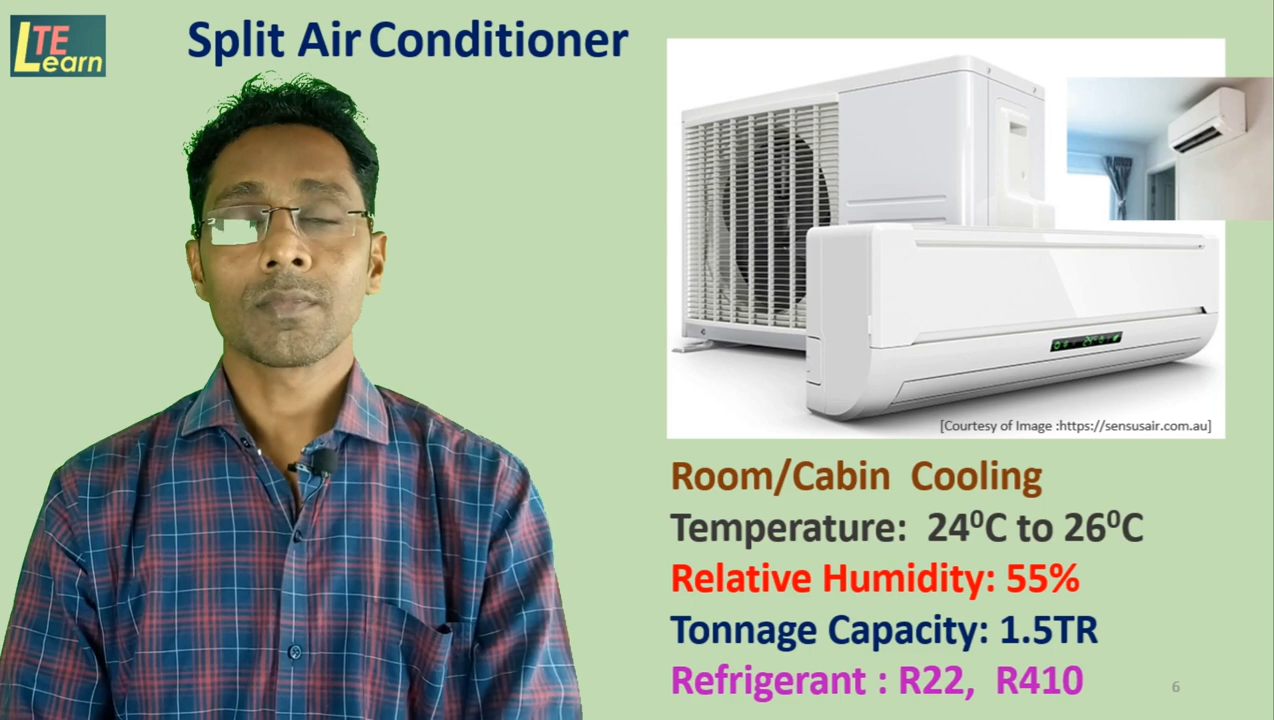 LTE
Learn
Split Air Conditioner
24°C
[Courtesy of Image :https://sensusair.com.au]
Room/Cabin Cooling
Temperature: 24⁰C to 26⁰C
Relative Humidity: 55%
Tonnage Capacity: 1.5TR
Refrigerant : R22, R410
6